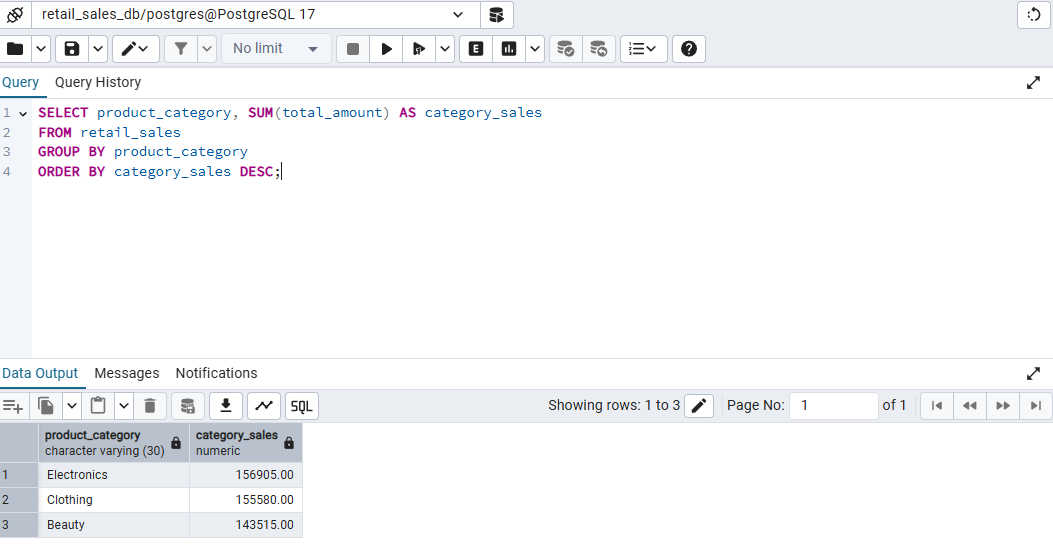 retail_sales_db/postgres@PostgreSQL 17
No limit
E
Query Query History
1 SELECT product_category, SUM(total_amount) AS category_sales
2 FROM retail_sales
3 GROUP BY product_category
4 ORDER BY category_sales DESC;
Data Output Messages Notifications
SQL Showing rows: 1 to 3 Page No: 1 of 1
product_category category_sales
character varying (30) numeric
1 Electronics 156905.00
2 Clothing 155580.00
3 Beauty 143515.00